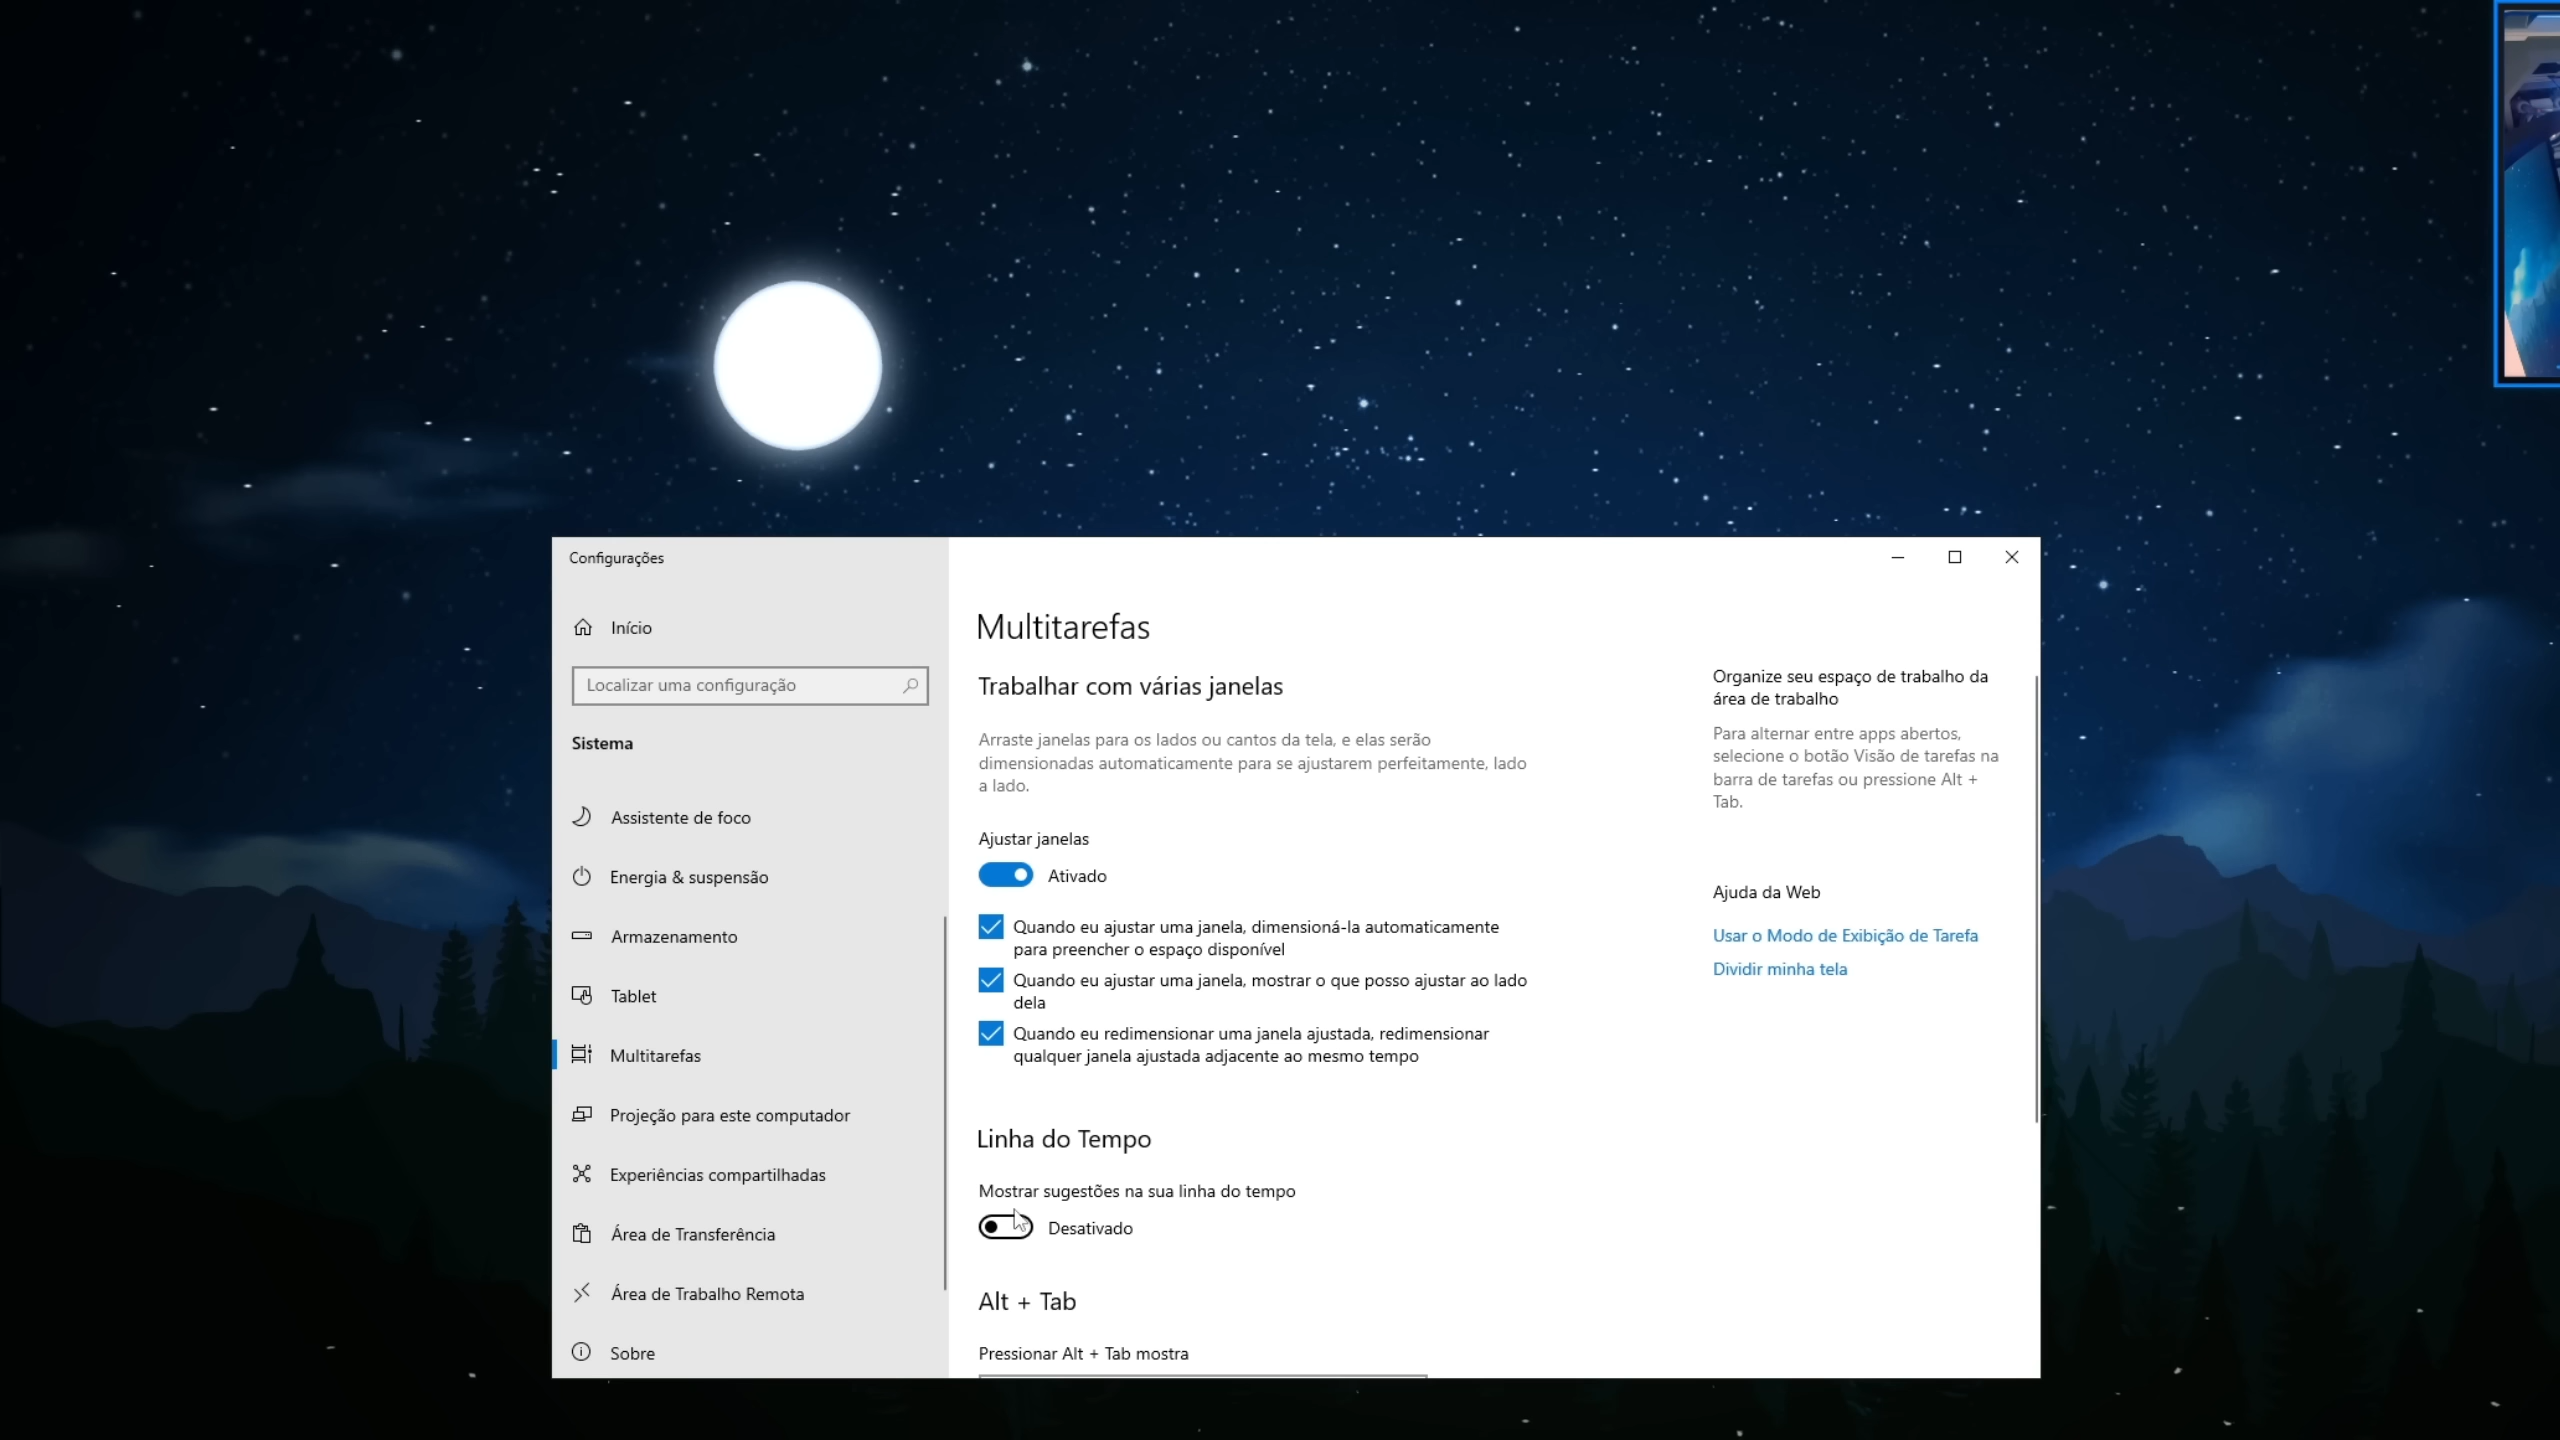 Configurações
Início
Localizar uma configuração
Sistema
Assistente de foco
Energia & suspensão
Armazenamento
Tablet
Multitarefas
Projeção para este computador
Experiências compartilhadas
Área de Transferência
Área de Trabalho Remota
Sobre
Multitarefas
Trabalhar com várias janelas
Arraste janelas para os lados ou cantos da tela, e elas serão
dimensionadas automaticamente para se ajustarem perfeitamente, lado
a lado.
Ajustar janelas
Ativado
Quando eu ajustar uma janela, dimensioná-la automaticamente
para preencher o espaço disponível
Quando eu ajustar uma janela, mostrar o que posso ajustar ao lado
dela
Quando eu redimensionar uma janela ajustada, redimensionar
qualquer janela ajustada adjacente ao mesmo tempo
Linha do Tempo
Mostrar sugestões na sua linha do tempo
Desativado
Alt + Tab
Pressionar Alt + Tab mostra
Organize seu espaço de trabalho da
área de trabalho
Para alternar entre apps abertos,
selecione o botão Visão de tarefas na
barra de tarefas ou pressione Alt +
Tab.
Ajuda da Web
Usar o Modo de Exibição de Tarefa
Dividir minha tela